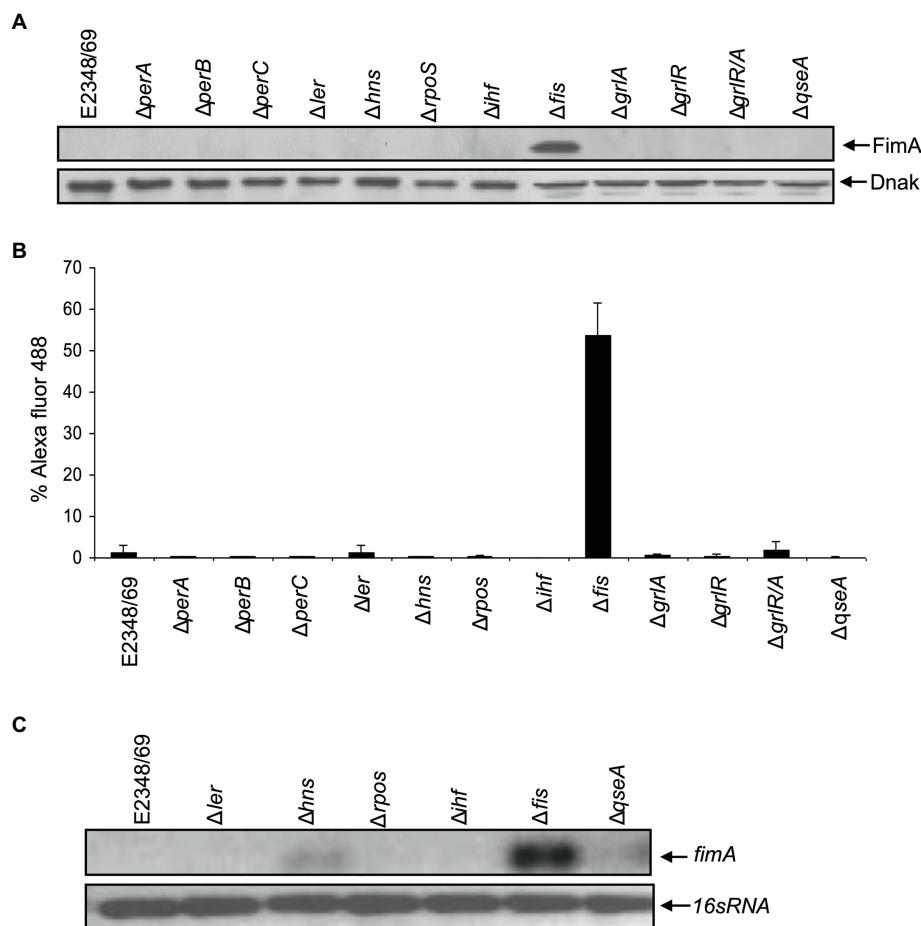 A
E2348/69 ΔperA ΔperB ΔperC Δler Δhns ΔrpoS Δihf Δfis ΔgrlA ΔgrlR ΔgrlR/A ΔqseA
FimA
Dnak
B
% Alexa fluor 488
70
60
50
40
30
20
10
0
E2348/69 ΔperA ΔperB ΔperC Δler Δhns Δrpos Δihf Δfis ΔgrlA ΔgrlR ΔgrlR/A ΔqseA
C
E2348/69 Δler Δhns Δrpos Δihf Δfis ΔqseA
fimA
16sRNA